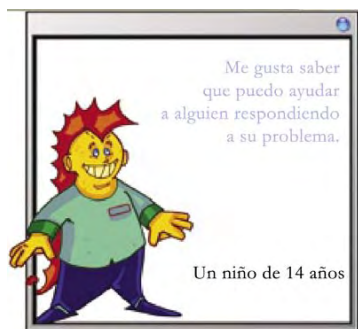 Me gusta saber
que puedo ayudar
a alguien respondiendo
a su problema.
Un niño de 14 años